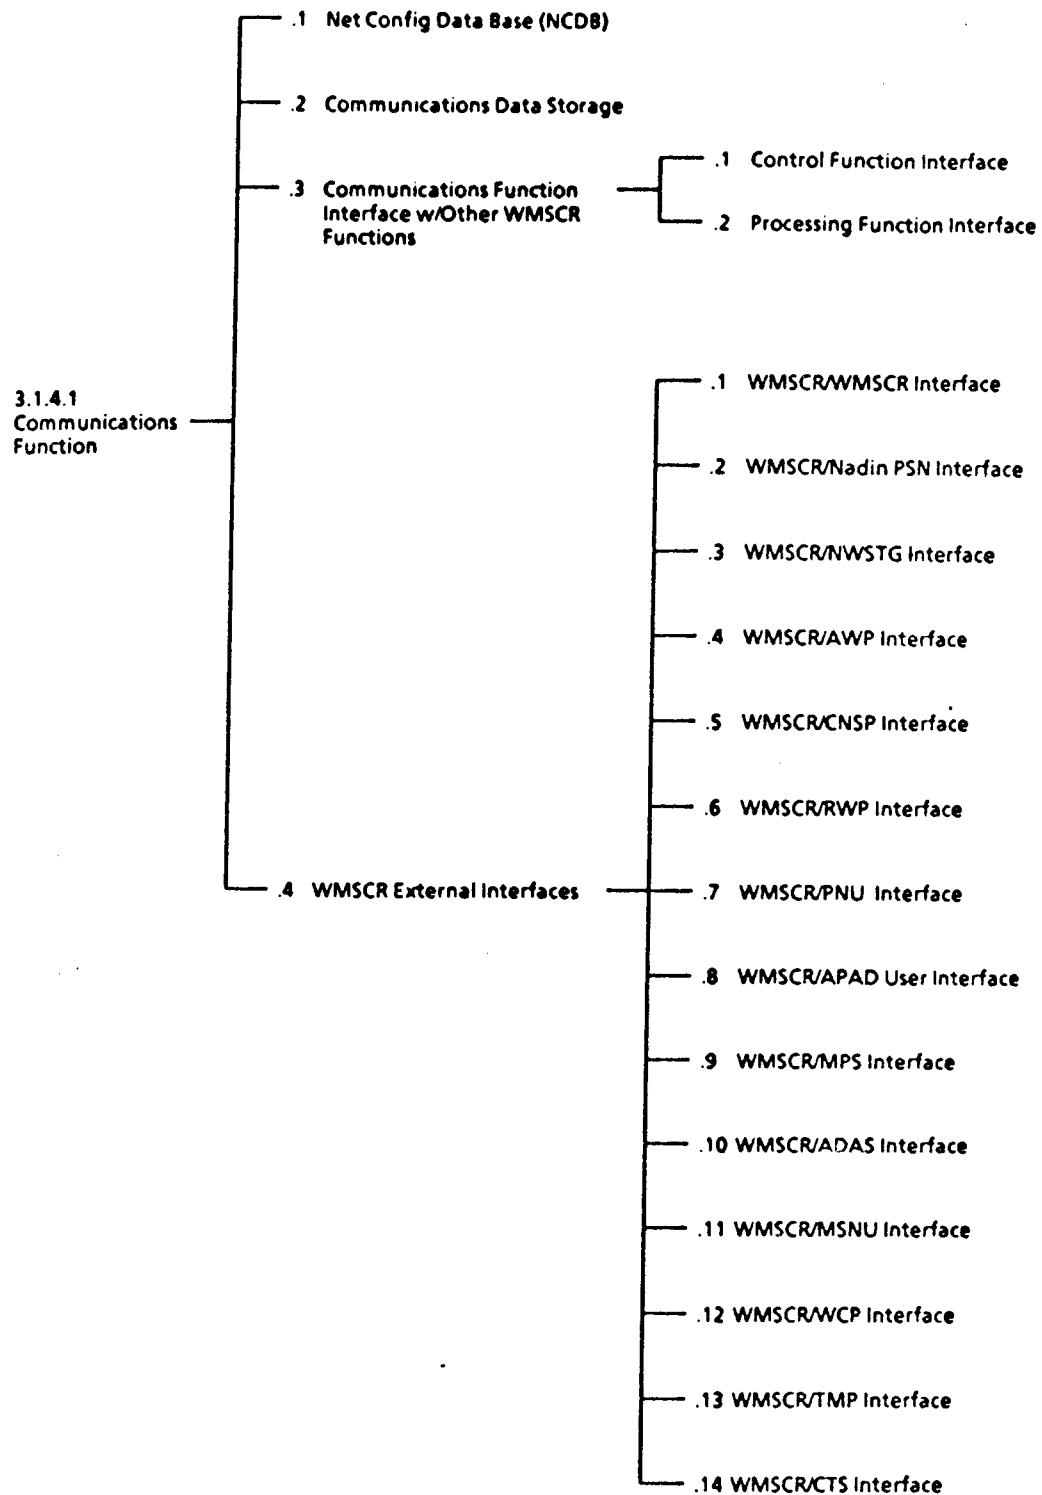 .1 Net Config Data Base (NCDB)
.2 Communications Data Storage
.3 Communications Function
Interface w/Other WMSCR
Functions
.1 Control Function Interface
.2 Processing Function Interface
3.1.4.1
Communications
Function
.4 WMSCR External Interfaces
.1 WMSCR/WMSCR Interface
.2 WMSCR/Nadin PSN Interface
.3 WMSCR/NWSTG Interface
.4 WMSCR/AWP Interface
.5 WMSCR/CNSP Interface
.6 WMSCR/RWP Interface
.7 WMSCR/PNU Interface
.8 WMSCR/APAD User Interface
.9 WMSCR/MPS Interface
.10 WMSCR/ADAS Interface
.11 WMSCR/MSNU Interface
.12 WMSCR/WCP Interface
.13 WMSCR/TMP Interface
.14 WMSCR/CTS Interface